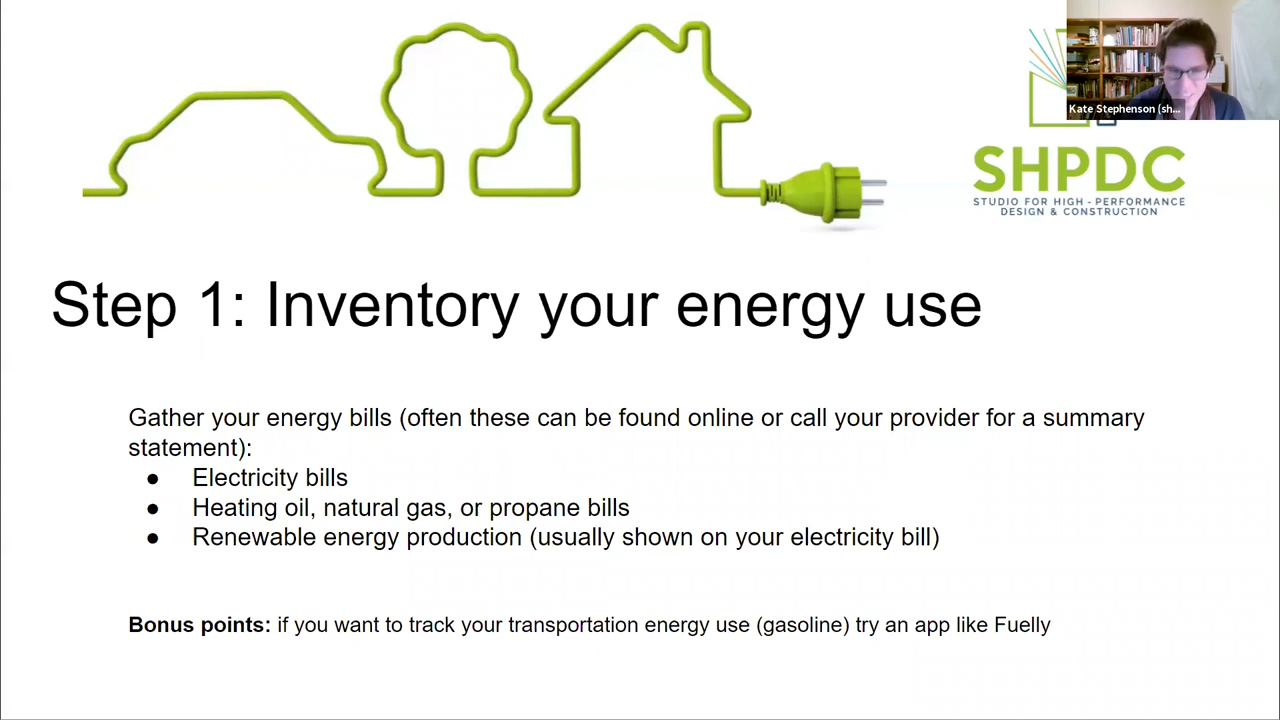 Kate Stephenson (sh...
SHPDC
STUDIO FOR HIGH - PERFORMANCE
DESIGN & CONSTRUCTION
Step 1: Inventory your energy use
Gather your energy bills (often these can be found online or call your provider for a summary
statement):
● Electricity bills
● Heating oil, natural gas, or propane bills
● Renewable energy production (usually shown on your electricity bill)
Bonus points: if you want to track your transportation energy use (gasoline) try an app like Fuelly